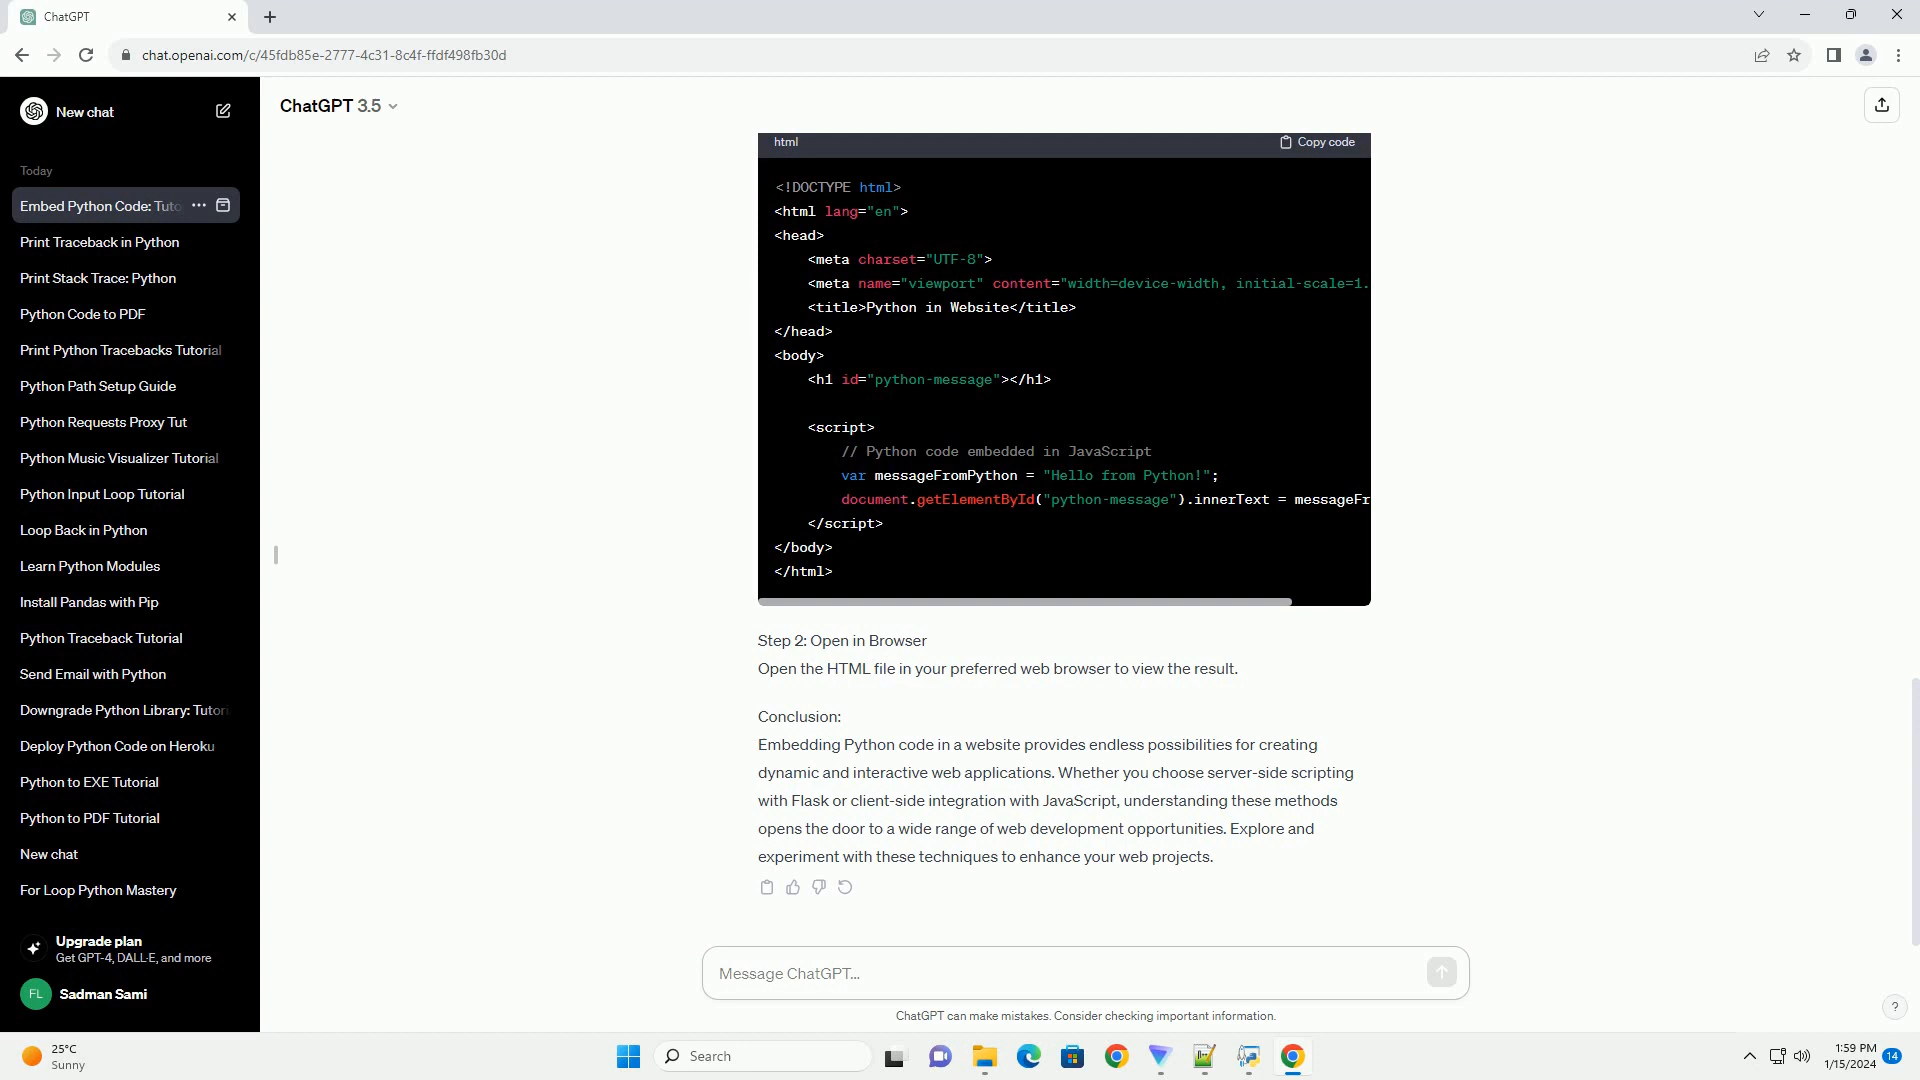 ChatGPT
chat.openai.com/c/45fdb85e-2777-4c31-8c4f-ffdf498fb30d
New chat
Today
Embed Python Code: Tuto
Print Traceback in Python
Print Stack Trace: Python
Python Code to PDF
Print Python Tracebacks Tutorial
Python Path Setup Guide
Python Requests Proxy Tut
Python Music Visualizer Tutorial
Python Input Loop Tutorial
Loop Back in Python
Learn Python Modules
Install Pandas with Pip
Python Traceback Tutorial
Send Email with Python
Downgrade Python Library: Tutori
Deploy Python Code on Heroku
Python to EXE Tutorial
Python to PDF Tutorial
New chat
For Loop Python Mastery
Upgrade plan
Get GPT-4, DALL·E, and more
FL Sadman Sami
ChatGPT 3.5
html Copy code
<!DOCTYPE html>
<html lang="en">
<head>
<meta charset="UTF-8">
<meta name="viewport" content="width=device-width, initial-scale=1.
<title>Python in Website</title>
</head>
<body>
<h1 id="python-message"></h1>
<script>
// Python code embedded in JavaScript
var messageFromPython = "Hello from Python!";
document.getElementById("python-message").innerText = messageFr
</script>
</body>
</html>
Step 2: Open in Browser
Open the HTML file in your preferred web browser to view the result.
Conclusion:
Embedding Python code in a website provides endless possibilities for creating
dynamic and interactive web applications. Whether you choose server-side scripting
with Flask or client-side integration with JavaScript, understanding these methods
opens the door to a wide range of web development opportunities. Explore and
experiment with these techniques to enhance your web projects.
Message ChatGPT...
ChatGPT can make mistakes. Consider checking important information.
?
25°C
Sunny
Search
1:59 PM
1/15/2024
14